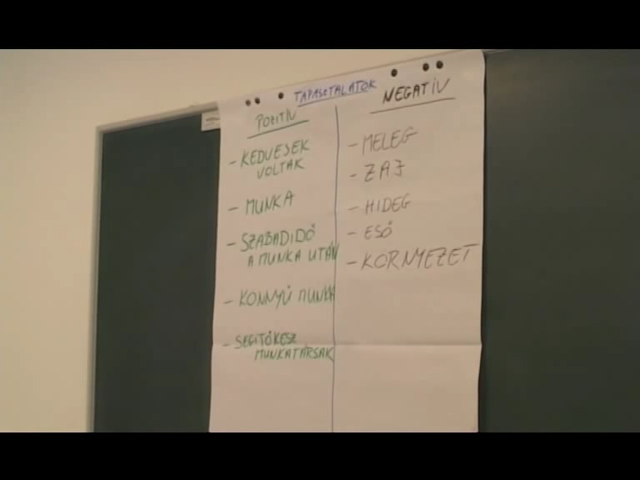 TAPASZTALATOK
POZITÍV
- KEDVESEK
VOLTAK
- MUNKA
- SZABADIDŐ
A MUNKA UTÁN
- KÖNNYŰ MUNKA
- SEGÍTŐKÉSZ
MUNKATÁRSAK
NEGATÍV
- MELEG
- ZAJ
- HIDEG
- ESŐ
- KÖRNYEZET